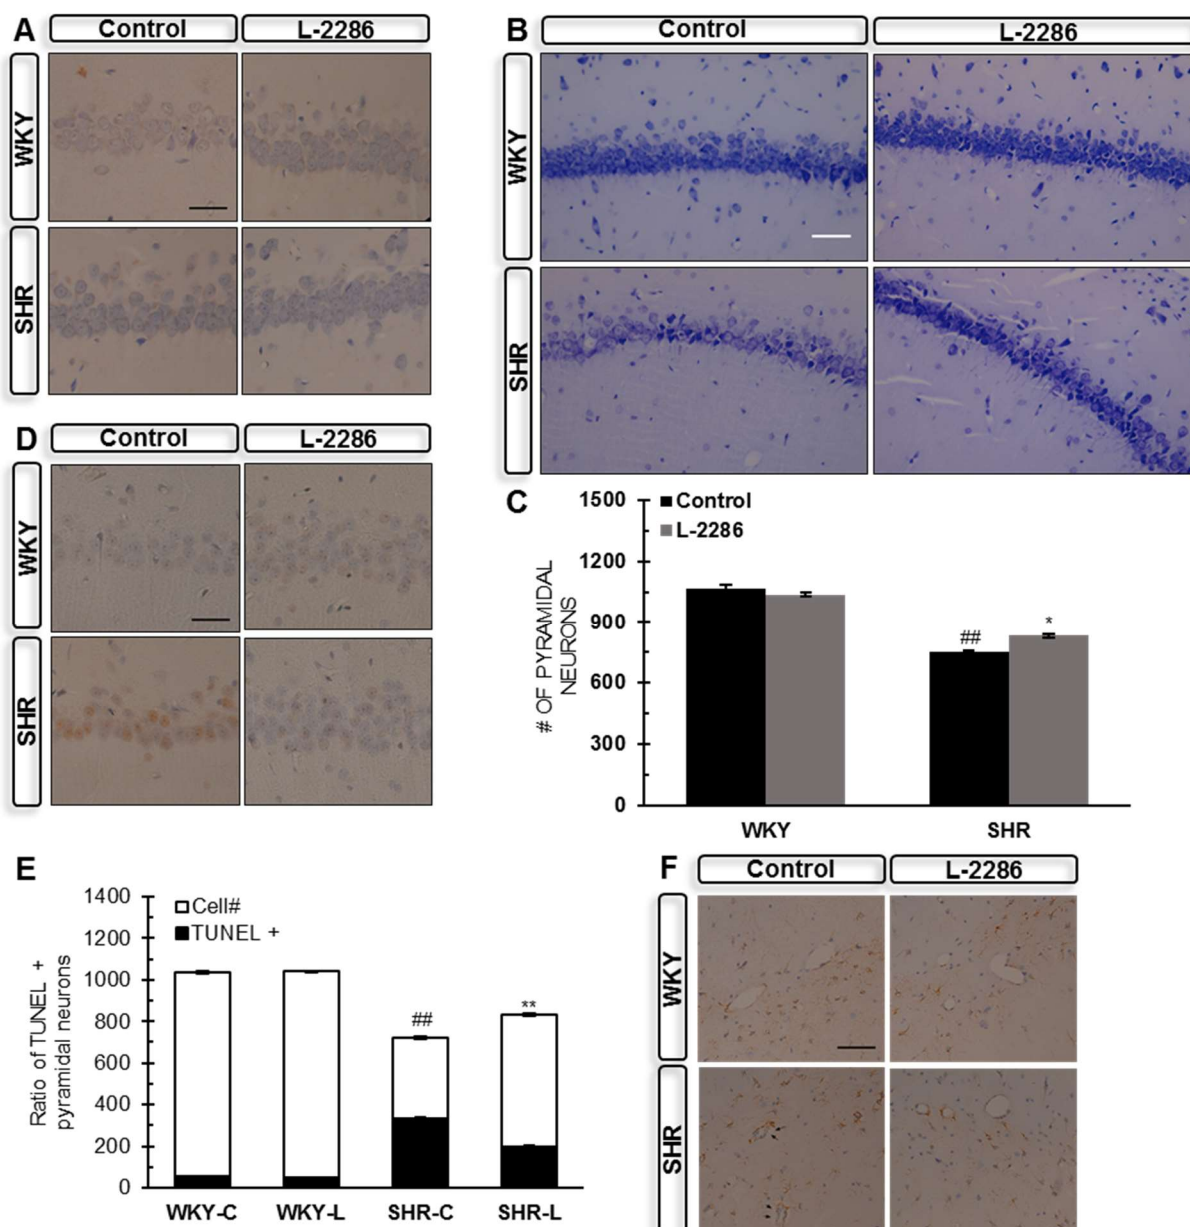 A
Control
L-2286
WKY
SHR
B
Control
L-2286
WKY
SHR
D
Control
L-2286
WKY
SHR
C
1500
1200
900
600
300
0
# OF PYRAMIDAL
NEURONS
Control
L-2286
##
*
WKY
SHR
E
1400
1200
1000
800
600
400
200
0
Ratio of TUNEL +
pyramidal neurons
Cell#
TUNEL +
##
**
WKY-C
WKY-L
SHR-C
SHR-L
F
Control
L-2286
WKY
SHR